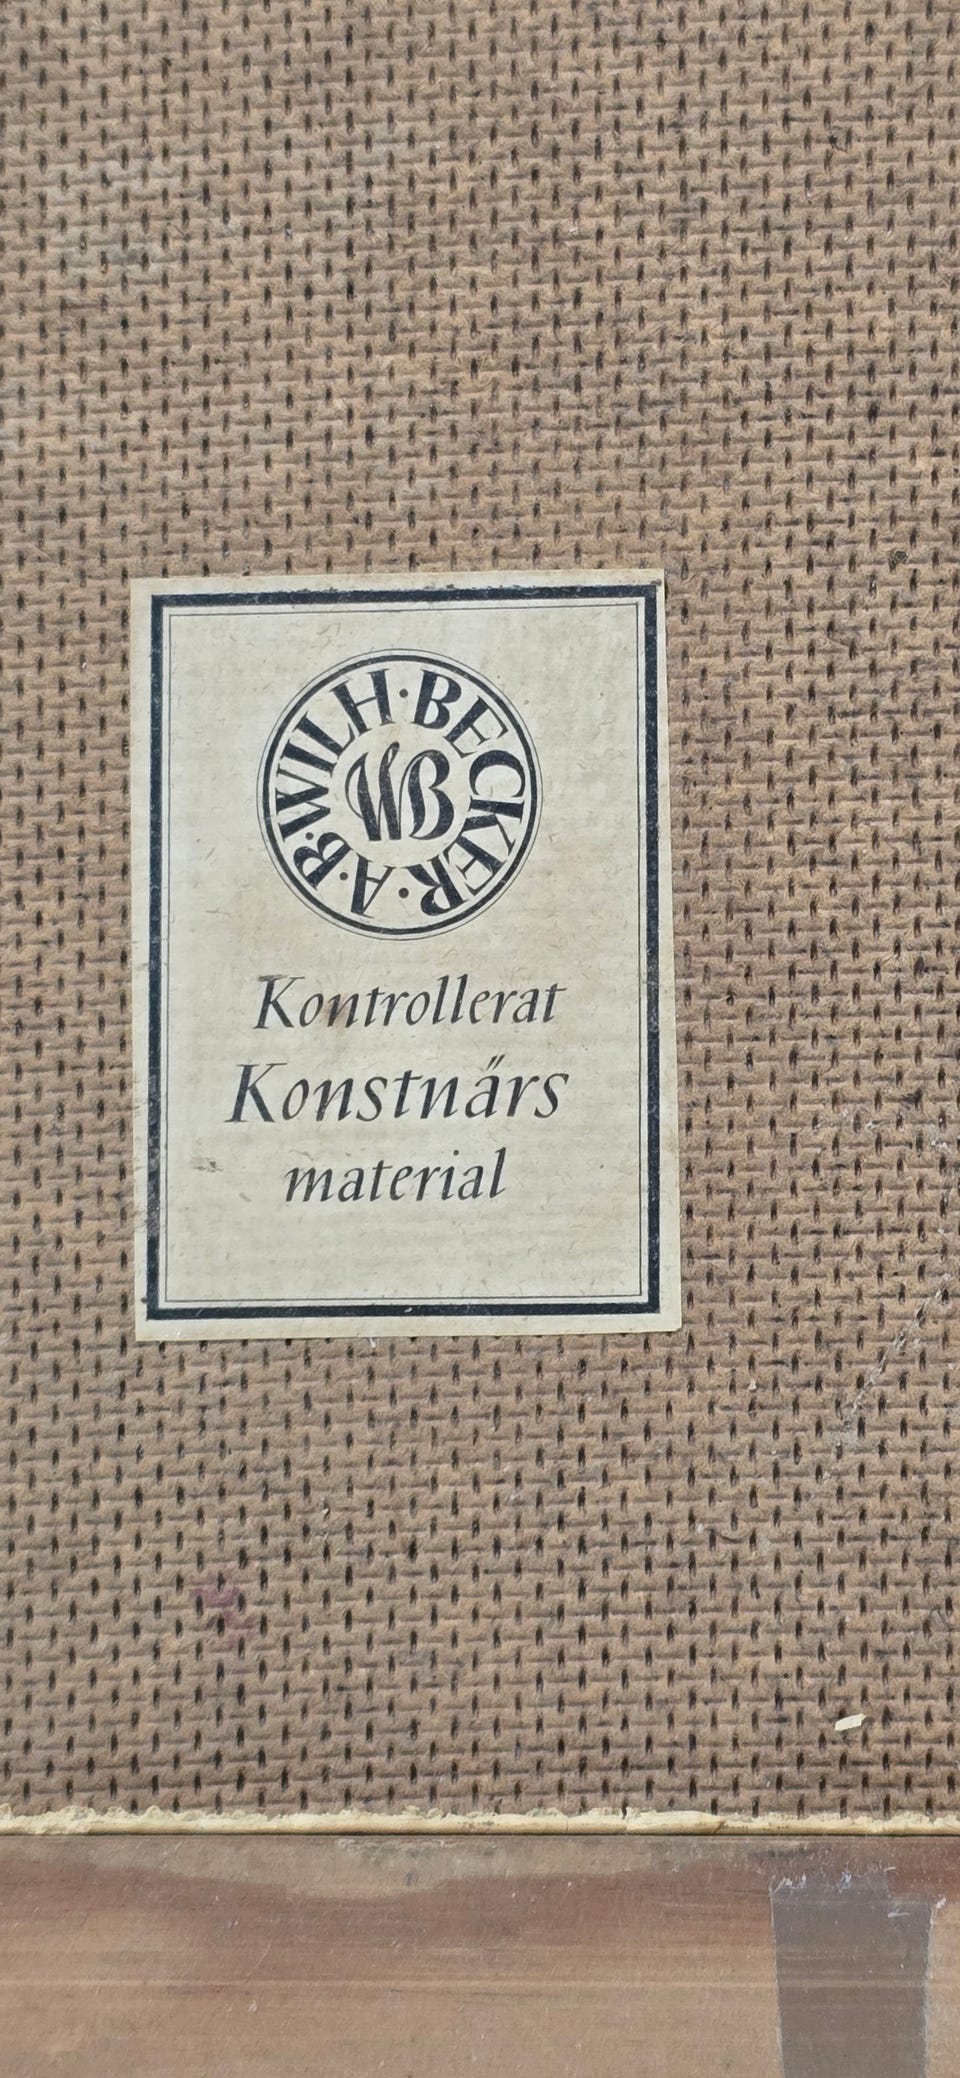 A·B·WILH·BECKER·
WB
Kontrollerat
Konstnärs
material